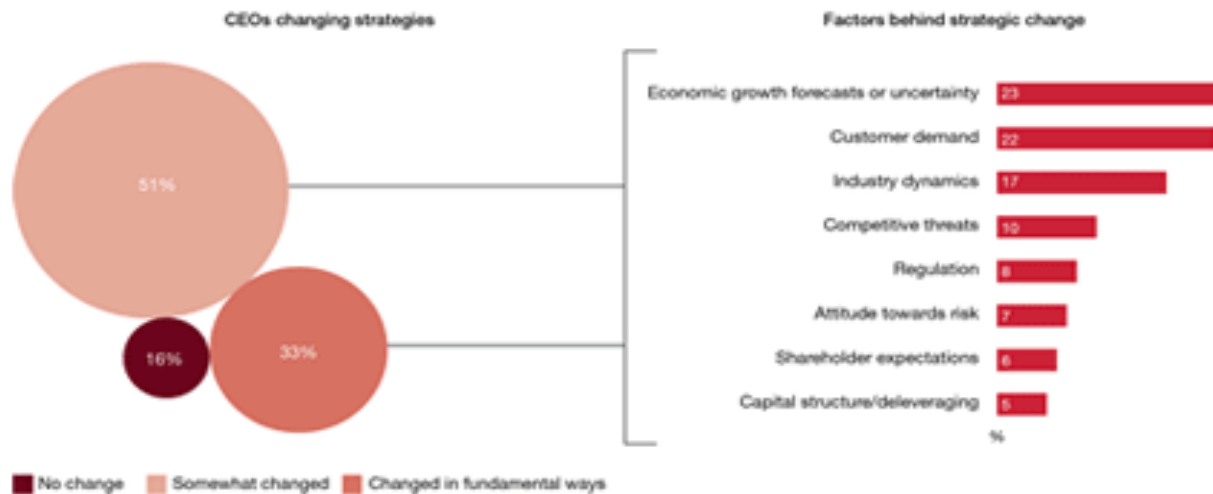 CEOs changing strategies
51%
16%
33%
No change
Somewhat changed
Changed in fundamental ways
Factors behind strategic change
Economic growth forecasts or uncertainty 23
Customer demand 22
Industry dynamics 17
Competitive threats 10
Regulation 8
Attitude towards risk 7
Shareholder expectations 6
Capital structure/deleveraging 5
%